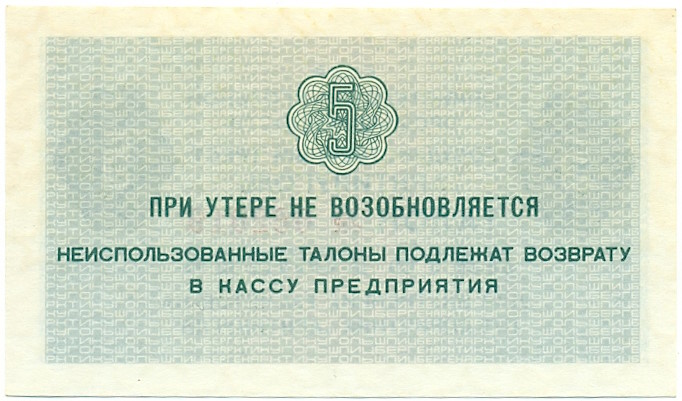 5
ПРИ УТЕРЕ НЕ ВОЗОБНОВЛЯЕТСЯ
НЕИСПОЛЬЗОВАННЫЕ ТАЛОНЫ ПОДЛЕЖАТ ВОЗВРАТУ
В КАССУ ПРЕДПРИЯТИЯ